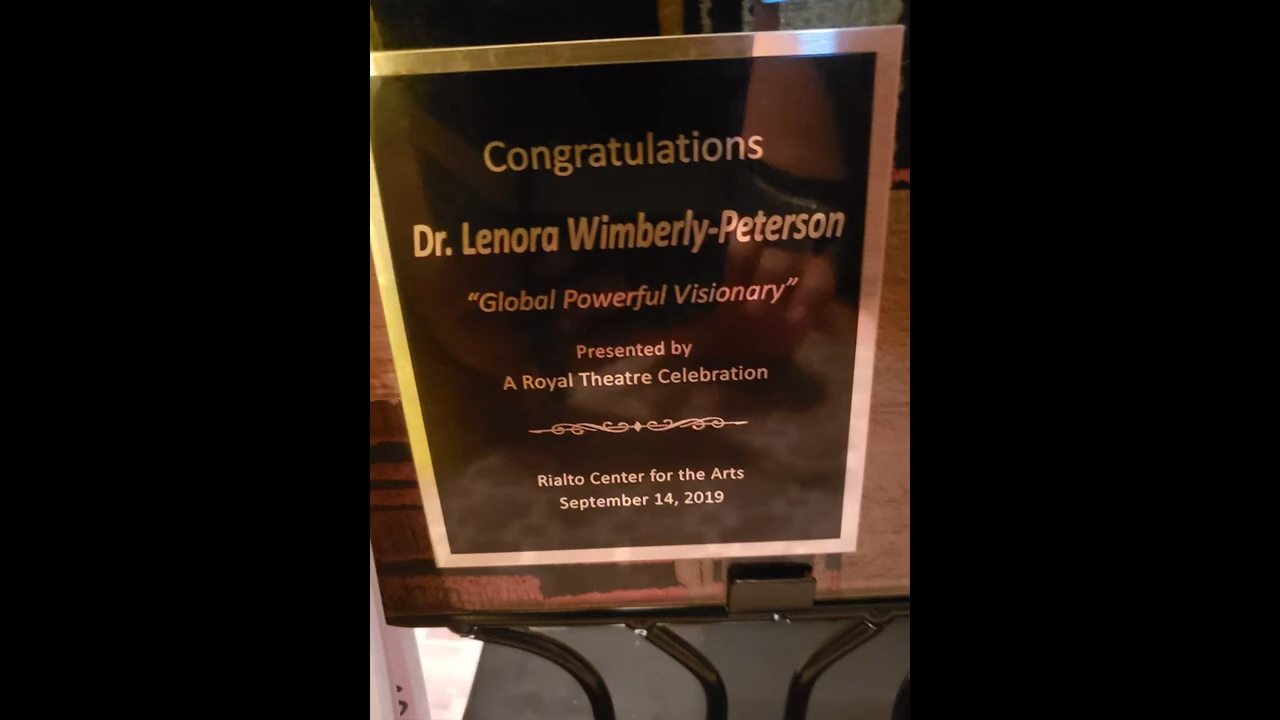 Congratulations
Dr. Lenora Wimberly-Peterson
“Global Powerful Visionary”
Presented by
A Royal Theatre Celebration
Rialto Center for the Arts
September 14, 2019